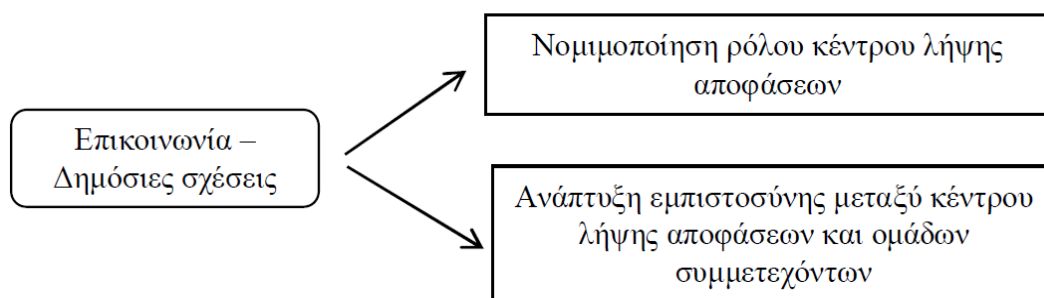 Επικοινωνία –
Δημόσιες σχέσεις
Νομιμοποίηση ρόλου κέντρου λήψης
αποφάσεων
Ανάπτυξη εμπιστοσύνης μεταξύ κέντρου
λήψης αποφάσεων και ομάδων
συμμετεχόντων